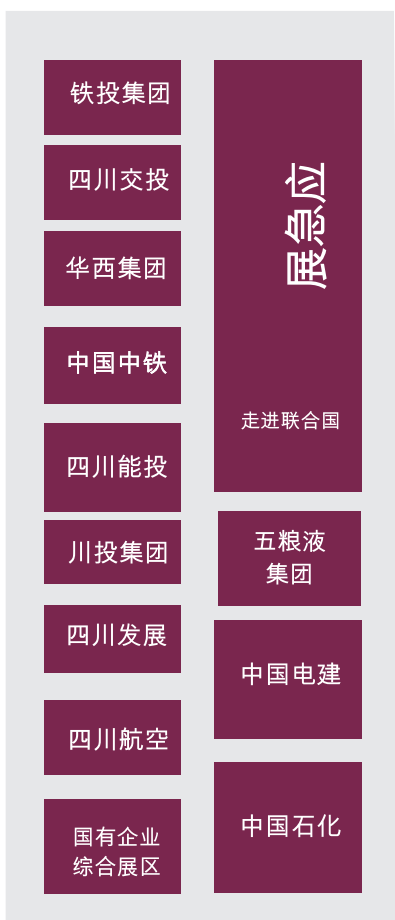 铁投集团
四川交投
华西集团
中国中铁
四川能投
川投集团
四川发展
四川航空
国有企业
综合展区
应急展
走进联合国
五粮液
集团
中国电建
中国石化